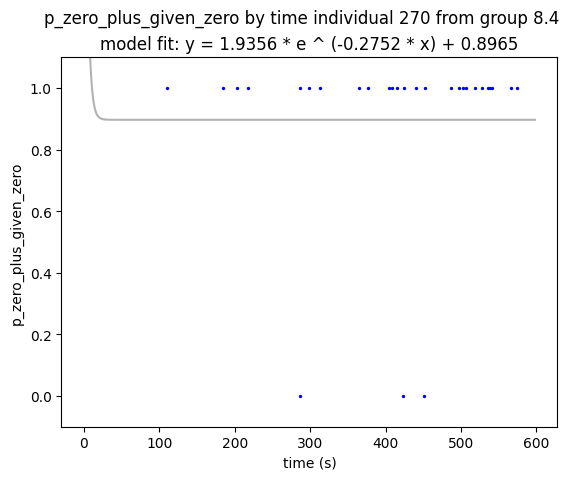 p_zero_plus_given_zero by time individual 270 from group 8.4
model fit: y = 1.9356 * e ^ (-0.2752 * x) + 0.8965
1.0
0.8
0.6
0.4
0.2
0.0
p_zero_plus_given_zero
0 100 200 300 400 500 600
time (s)